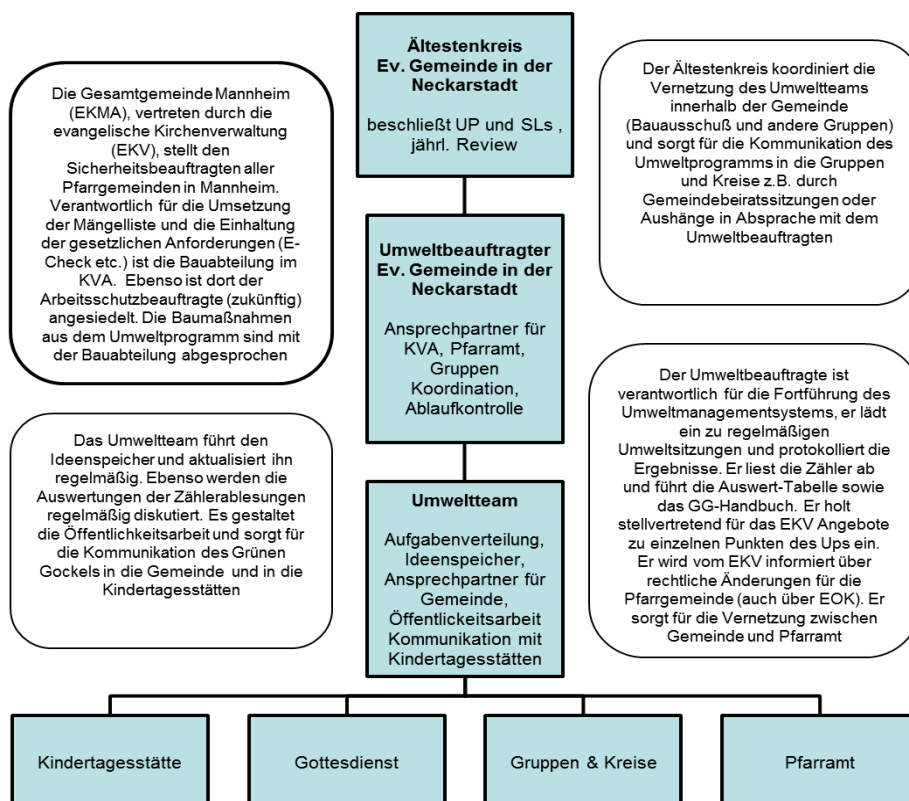 Ältestenkreis
Ev. Gemeinde in der
Neckarstadt
beschließt UP und SLs ,
jährl. Review
Die Gesamtgemeinde Mannheim
(EKMA), vertreten durch die
evangelische Kirchenverwaltung
(EKV), stellt den
Sicherheitsbeauftragten aller
Pfarrgemeinden in Mannheim.
Verantwortlich für die Umsetzung
der Mängelliste und die Einhaltung
der gesetzlichen Anforderungen (E-
Check etc.) ist die Bauabteilung im
KVA. Ebenso ist dort der
Arbeitsschutzbeauftragte (zukünftig)
angesiedelt. Die Baumaßnahmen
aus dem Umweltprogramm sind mit
der Bauabteilung abgesprochen
Der Ältestenkreis koordiniert die
Vernetzung des Umweltteams
innerhalb der Gemeinde
(Bauausschuß und andere Gruppen)
und sorgt für die Kommunikation des
Umweltprogramms in die Gruppen
und Kreise z.B. durch
Gemeindebeiratssitzungen oder
Aushänge in Absprache mit dem
Umweltbeauftragten
Umweltbeauftragter
Ev. Gemeinde in der
Neckarstadt
Ansprechpartner für
KVA, Pfarramt,
Gruppen
Koordination,
Ablaufkontrolle
Das Umweltteam führt den
Ideenspeicher und aktualisiert ihn
regelmäßig. Ebenso werden die
Auswertungen der Zählerablesungen
regelmäßig diskutiert. Es gestaltet
die Öffentlichkeitsarbeit und sorgt für
die Kommunikation des Grünen
Gockels in die Gemeinde und in die
Kindertagesstätten
Der Umweltbeauftragte ist
verantwortlich für die Fortführung des
Umweltmanagementsystems, er lädt
ein zu regelmäßigen
Umweltsitzungen und protokolliert die
Ergebnisse. Er liest die Zähler ab
und führt die Auswert-Tabelle sowie
das GG-Handbuch. Er holt
stellvertretend für das EKV Angebote
zu einzelnen Punkten des Ups ein.
Er wird vom EKV informiert über
rechtliche Änderungen für die
Pfarrgemeinde (auch über EOK). Er
sorgt für die Vernetzung zwischen
Gemeinde und Pfarramt
Umweltteam
Aufgabenverteilung,
Ideenspeicher,
Ansprechpartner für
Gemeinde,
Öffentlickeitsarbeit
Kommunikation mit
Kindertagesstätten
Kindertagesstätte
Gottesdienst
Gruppen & Kreise
Pfarramt